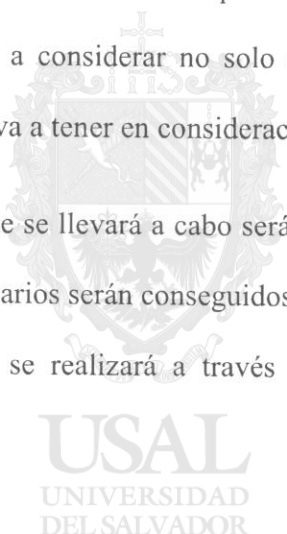 a considerar no solo
va a tener en considerac
e se llevará a cabo será
arios serán conseguidos
se realizará a través
USAL
UNIVERSIDAD
DEL SALVADOR